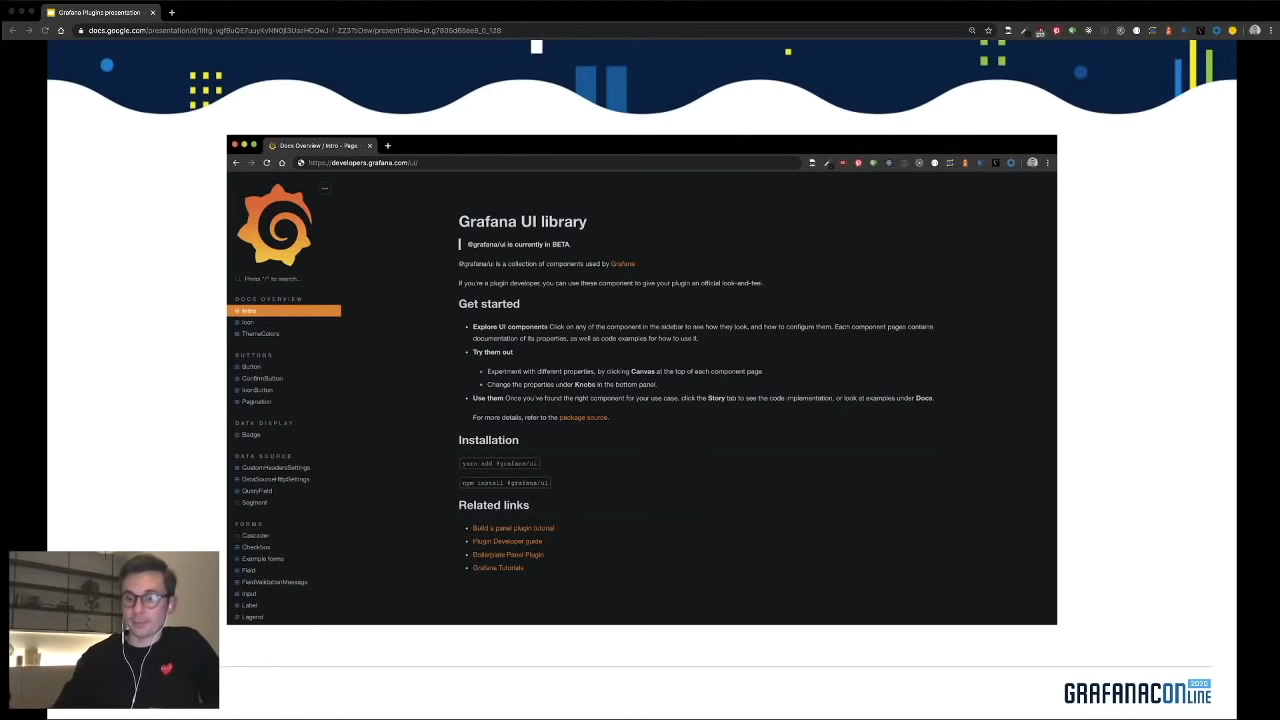 Grafana Plugins presentation
Docs Overview / Intro - Page
https://developers.grafana.com/ui/
Press "/" to search...
DOCS OVERVIEW
Intro
Icon
ThemeColors
BUTTONS
Button
ConfirmButton
IconButton
Pagination
DATA DISPLAY
Badge
DATA SOURCE
CustomHeadersSettings
DataSourceHttpSettings
QueryField
Segment
FORMS
Cascader
Checkbox
Example forms
Field
FieldValidationMessage
Input
Label
Legend
Grafana UI library
@grafana/ui is currently in BETA.
@grafana/ui is a collection of components used by Grafana
If you're a plugin developer, you can use these component to give your plugin an official look-and-feel.
Get started
Explore UI components Click on any of the component in the sidebar to see how they look, and how to configure them. Each component pages contains
documentation of its properties, as well as code examples for how to use it.
Try them out
Experiment with different properties, by clicking Canvas at the top of each component page.
Change the properties under Knobs in the bottom panel.
Use them Once you've found the right component for your use case, click the Story tab to see the code implementation, or look at examples under Docs.
For more details, refer to the package source.
Installation
yarn add @grafana/ui
npm install @grafana/ui
Related links
Build a panel plugin tutorial
Plugin Developer guide
Boilerplate Panel Plugin
Grafana Tutorials
GRAFANACONLINE 2020